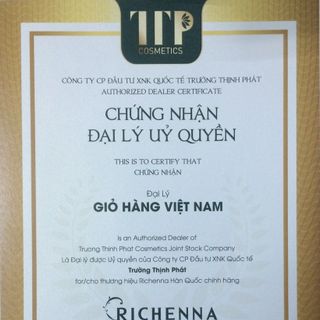 TTP
COSMETICS
CÔNG TY CP ĐẦU TƯ XNK QUỐC TẾ TRƯỜNG THỊNH PHÁT
AUTHORIZED DEALER CERTIFICATE
CHỨNG NHẬN
ĐẠI LÝ UỶ QUYỀN
THIS IS TO CERTIFY THAT
CHỨNG NHẬN
Đại Lý
GIỎ HÀNG VIỆT NAM
Is an Authorized Dealer of
Truong Thinh Phat Cosmetics Joint Stock Company
Là Đại lý được Uỷ quyền của Công ty CP Đầu tư XNK Quốc tế
Trường Thịnh Phát
for/cho thương hiệu Richenna Hàn Quốc chính hãng
RICHENNA